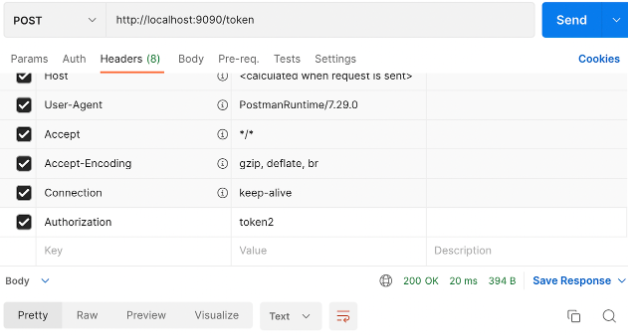 POST http://localhost:9090/token Send
Params Auth Headers (8) Body Pre-req. Tests Settings Cookies
Host <calculated when request is sent>
User-Agent PostmanRuntime/7.29.0
Accept */*
Accept-Encoding gzip, deflate, br
Connection keep-alive
Authorization token2
Key Value Description
Body 200 OK 20 ms 394 B Save Response
Pretty Raw Preview Visualize Text